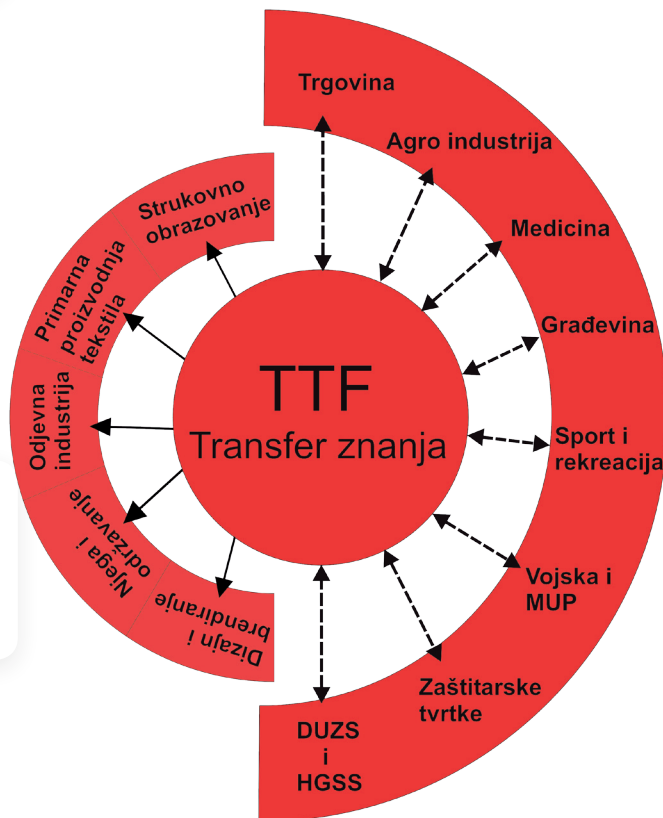 Trgovina
Agro industrija
Medicina
Građevina
Sport i
rekreacija
Vojska i
MUP
Zaštitarske
tvrtke
DUZS
i
HGSS
TTF
Transfer znanja
Strukovno
obrazovanje
Primarna
proizvodnja
tekstila
Odjevna
industrija
Njega i
odrzavanje
Dizajn i
brendiranje